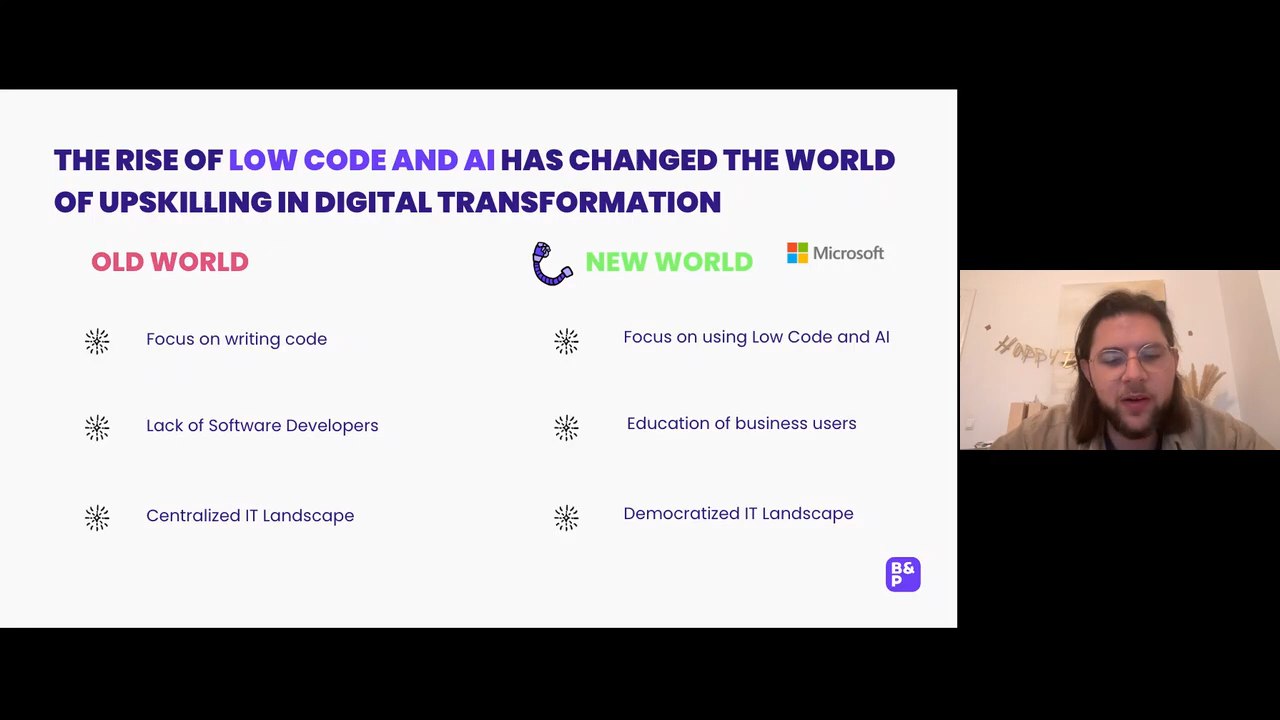 THE RISE OF LOW CODE AND AI HAS CHANGED THE WORLD
OF UPSKILLING IN DIGITAL TRANSFORMATION
OLD WORLD
NEW WORLD
Microsoft
Focus on writing code
Focus on using Low Code and AI
Lack of Software Developers
Education of business users
Centralized IT Landscape
Democratized IT Landscape
B&
P
HAPPY B